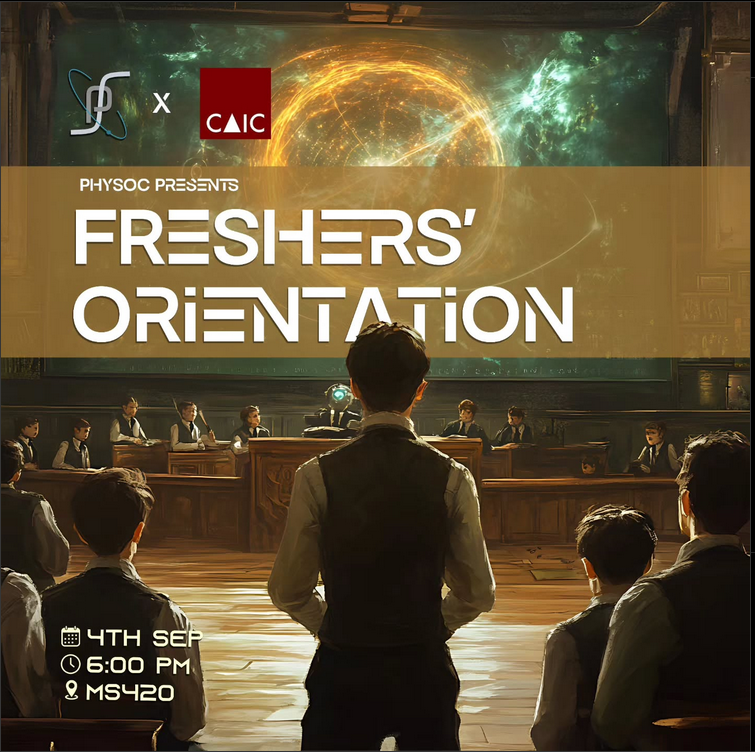 X
CAIC
PHYSOC PRESENTS
FRESHERS'
ORiENTATiON
4TH SEP
6:00 PM
MS420